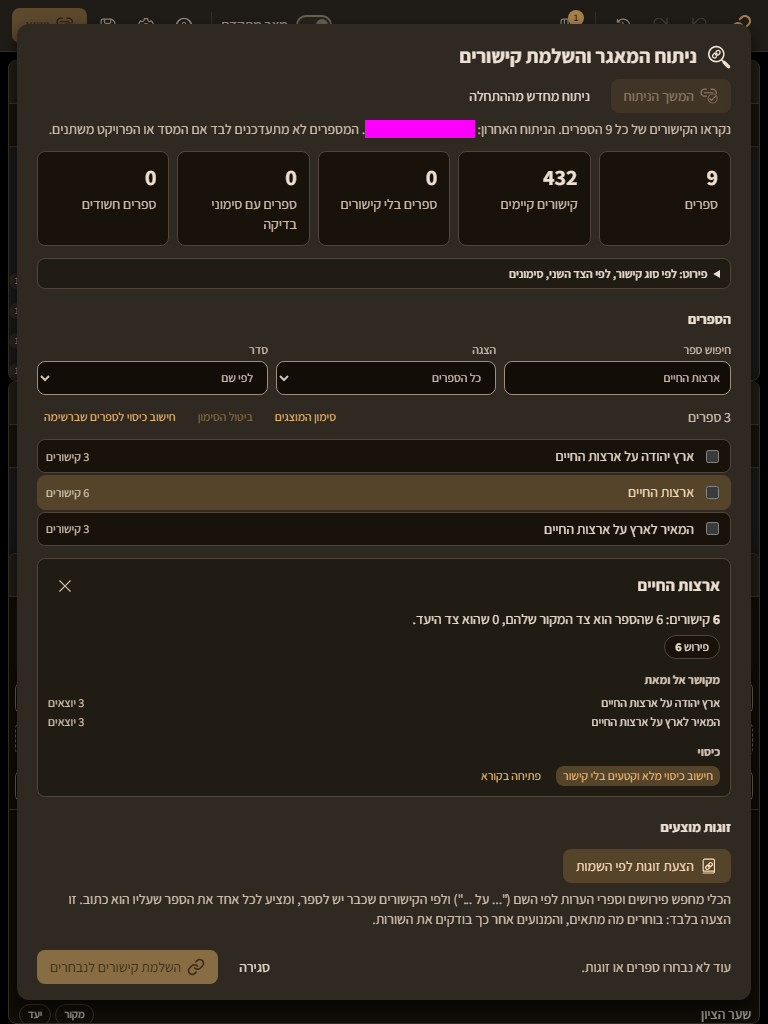 1
ניתוח המאגר והשלמת קישורים
המשך הניתוח
ניתוח מחדש מההתחלה
נקראו הקישורים של כל 9 הספרים. הניתוח האחרון: . המספרים לא מתעדכנים לבד אם המסד או הפרויקט משתנים.
9
ספרים
432
קישורים קיימים
0
ספרים בלי קישורים
0
ספרים עם סימוני בדיקה
0
ספרים חשודים
פירוט: לפי סוג קישור, לפי הצד השני, סימונים
הספרים
חיפוש ספר
הצגה
סדר
ארצות החיים
כל הספרים
לפי שם
3 ספרים
סימון המוצגים
ביטול הסימון
חישוב כיסוי לספרים שברשימה
ארץ יהודה על ארצות החיים
3 קישורים
ארצות החיים
6 קישורים
המאיר לארץ על ארצות החיים
3 קישורים
ארצות החיים
6 קישורים: 6 שהספר הוא צד המקור שלהם, 0 שהוא צד היעד.
פירוש 6
מקושר אל ומאת
ארץ יהודה על ארצות החיים
3 יוצאים
המאיר לארץ על ארצות החיים
3 יוצאים
כיסוי
חישוב כיסוי מלא וקטעים בלי קישור
פתיחה בקורא
זוגות מוצעים
הצעת זוגות לפי השמות
הכלי מחפש פירושים וספרי הערות לפי השם ("... על ...") ולפי הקישורים שכבר יש לספר, ומציע לכל אחד את הספר שעליו הוא כתוב. זו
הצעה בלבד: בוחרים מה מתאים, והמנועים אחר כך בודקים את השורות.
עוד לא נבחרו ספרים או זוגות.
סגירה
השלמת קישורים לנבחרים
שער הציון
מקור
יעד